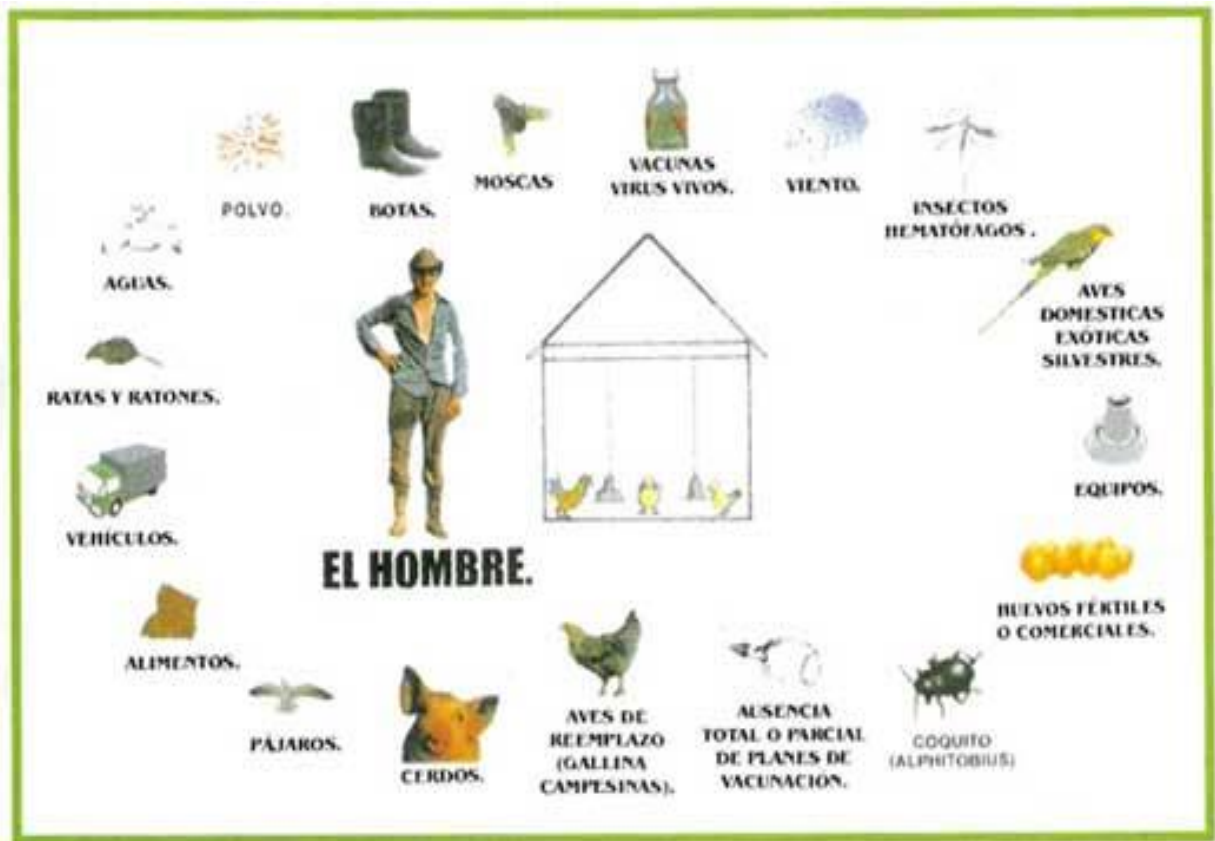 POLVO.
BOTAS.
MOSCAS
VACUNAS
VIRUS VIVOS.
VIENTO.
INSECTOS
HEMATÓFAGOS .
AGUAS.
AVES
DOMESTICAS
EXÓTICAS
SILVESTRES.
RATAS Y RATONES.
EQUIPOS.
VEHÍCULOS.
EL HOMBRE.
HUEVOS FÉRTILES
O COMERCIALES.
ALIMENTOS.
PÁJAROS.
CERDOS.
AVES DE
REEMPLAZO
(GALLINA
CAMPESINAS).
AUSENCIA
TOTAL O PARCIAL
DE PLANES DE
VACUNACIÓN.
COQUITO
(ALPHITOBIUS)